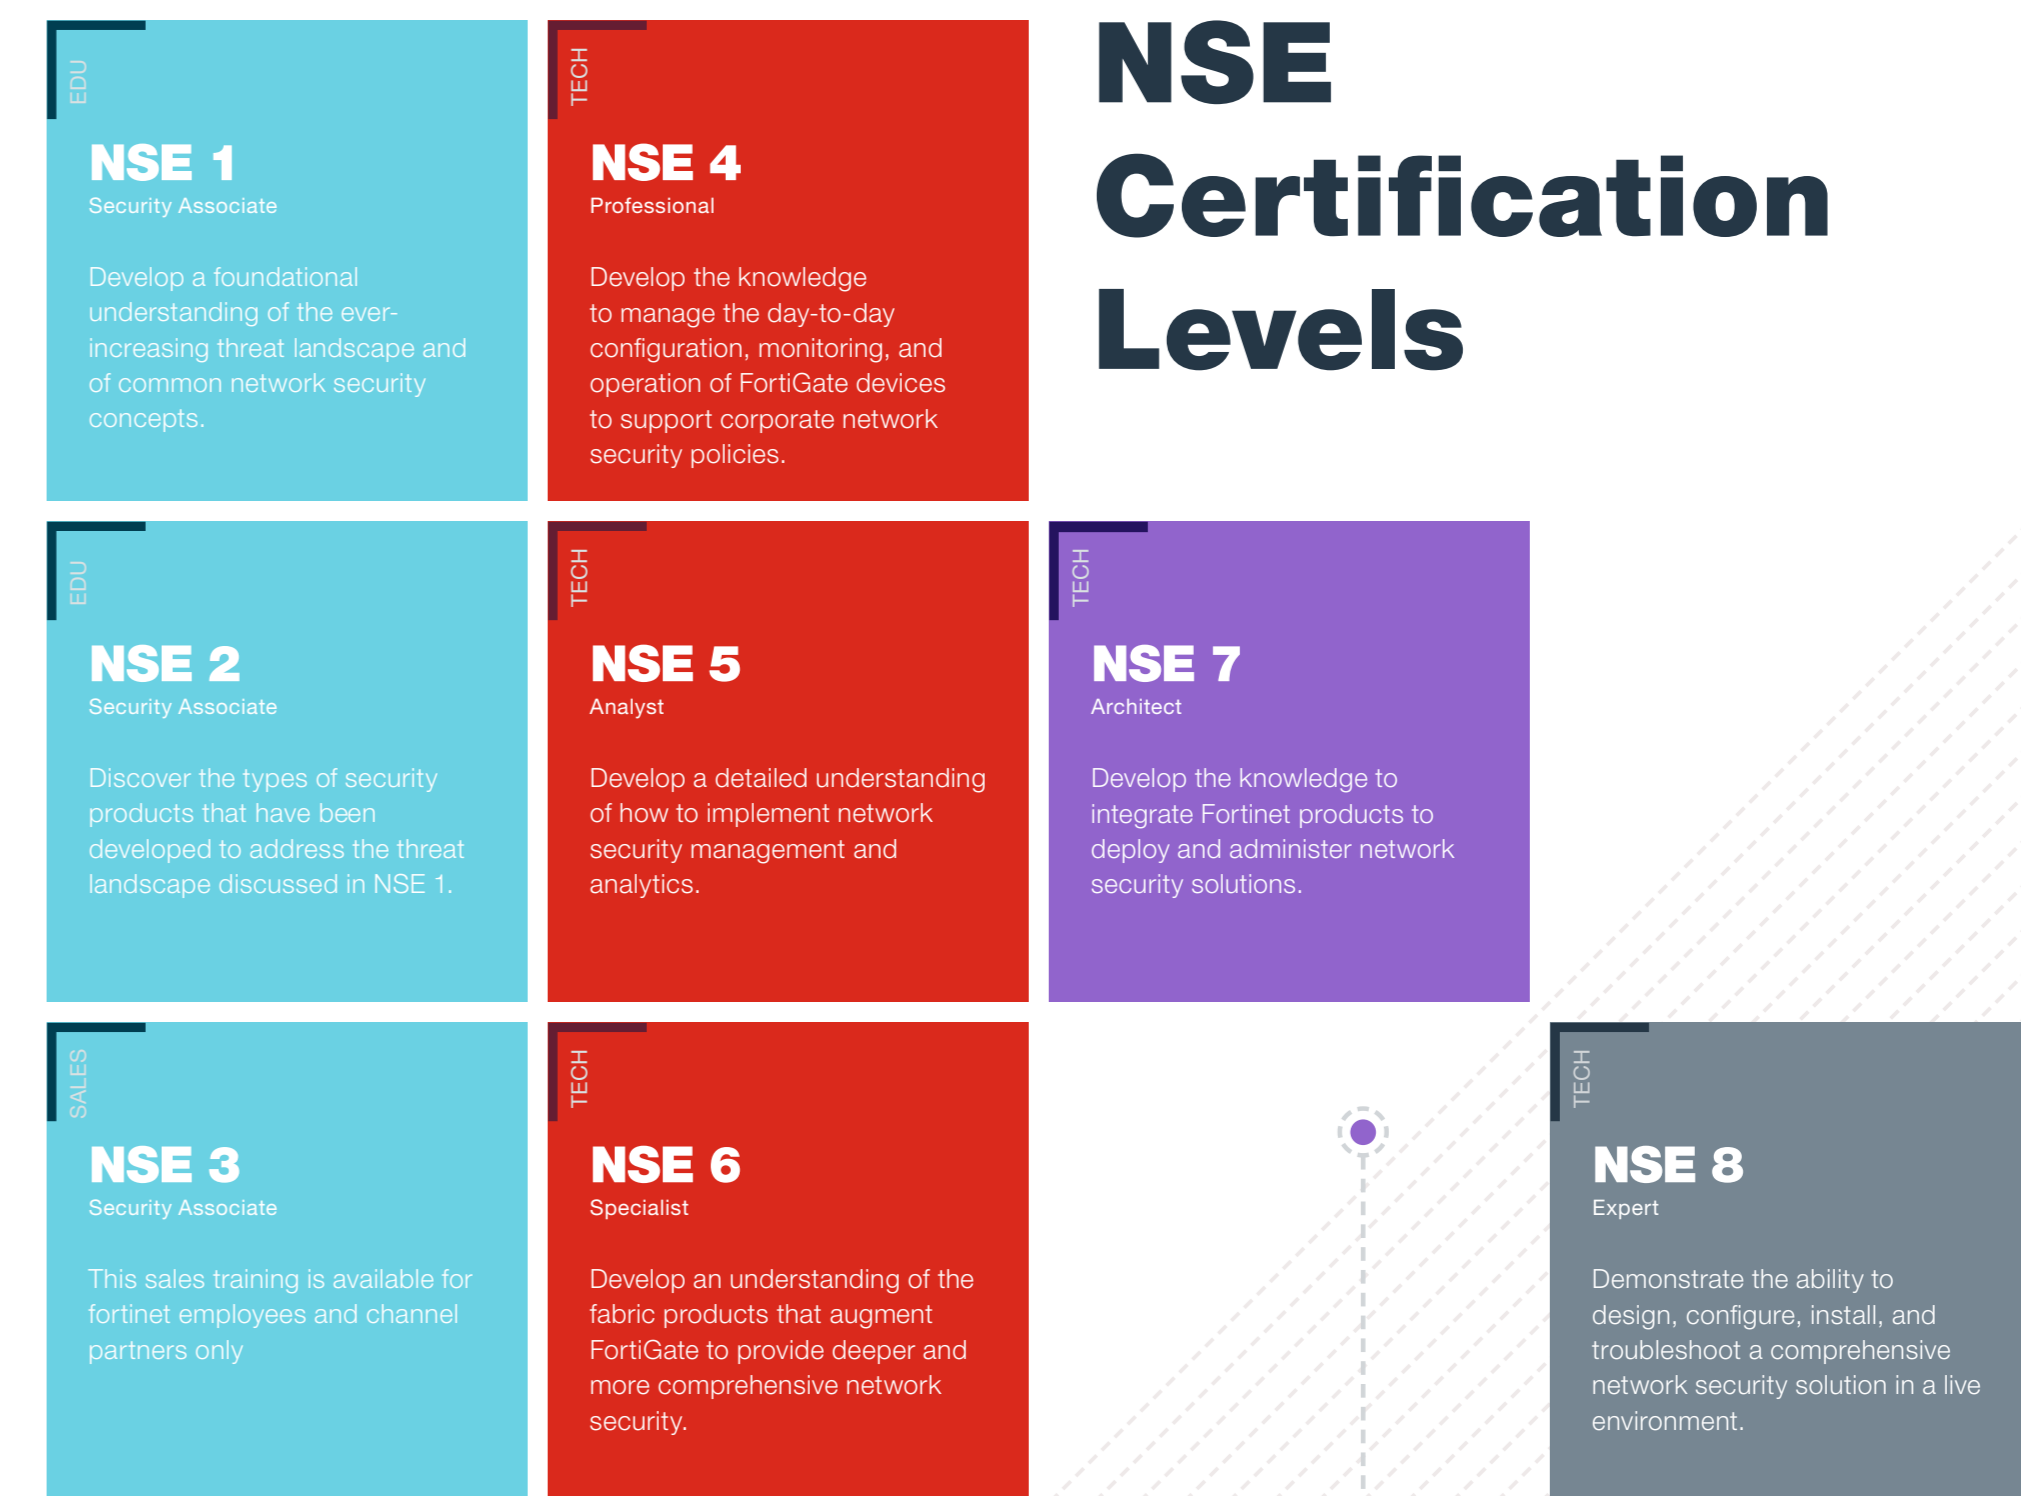 NSE
Certification
Levels
EDU
NSE 1
Security Associate
Develop a foundational
understanding of the ever-
increasing threat landscape and
of common network security
concepts.
TECH
NSE 4
Professional
Develop the knowledge
to manage the day-to-day
configuration, monitoring, and
operation of FortiGate devices
to support corporate network
security policies.
EDU
NSE 2
Security Associate
Discover the types of security
products that have been
developed to address the threat
landscape discussed in NSE 1.
TECH
NSE 5
Analyst
Develop a detailed understanding
of how to implement network
security management and
analytics.
TECH
NSE 7
Architect
Develop the knowledge to
integrate Fortinet products to
deploy and administer network
security solutions.
SALES
NSE 3
Security Associate
This sales training is available for
fortinet employees and channel
partners only
TECH
NSE 6
Specialist
Develop an understanding of the
fabric products that augment
FortiGate to provide deeper and
more comprehensive network
security.
TECH
NSE 8
Expert
Demonstrate the ability to
design, configure, install, and
troubleshoot a comprehensive
network security solution in a live
environment.